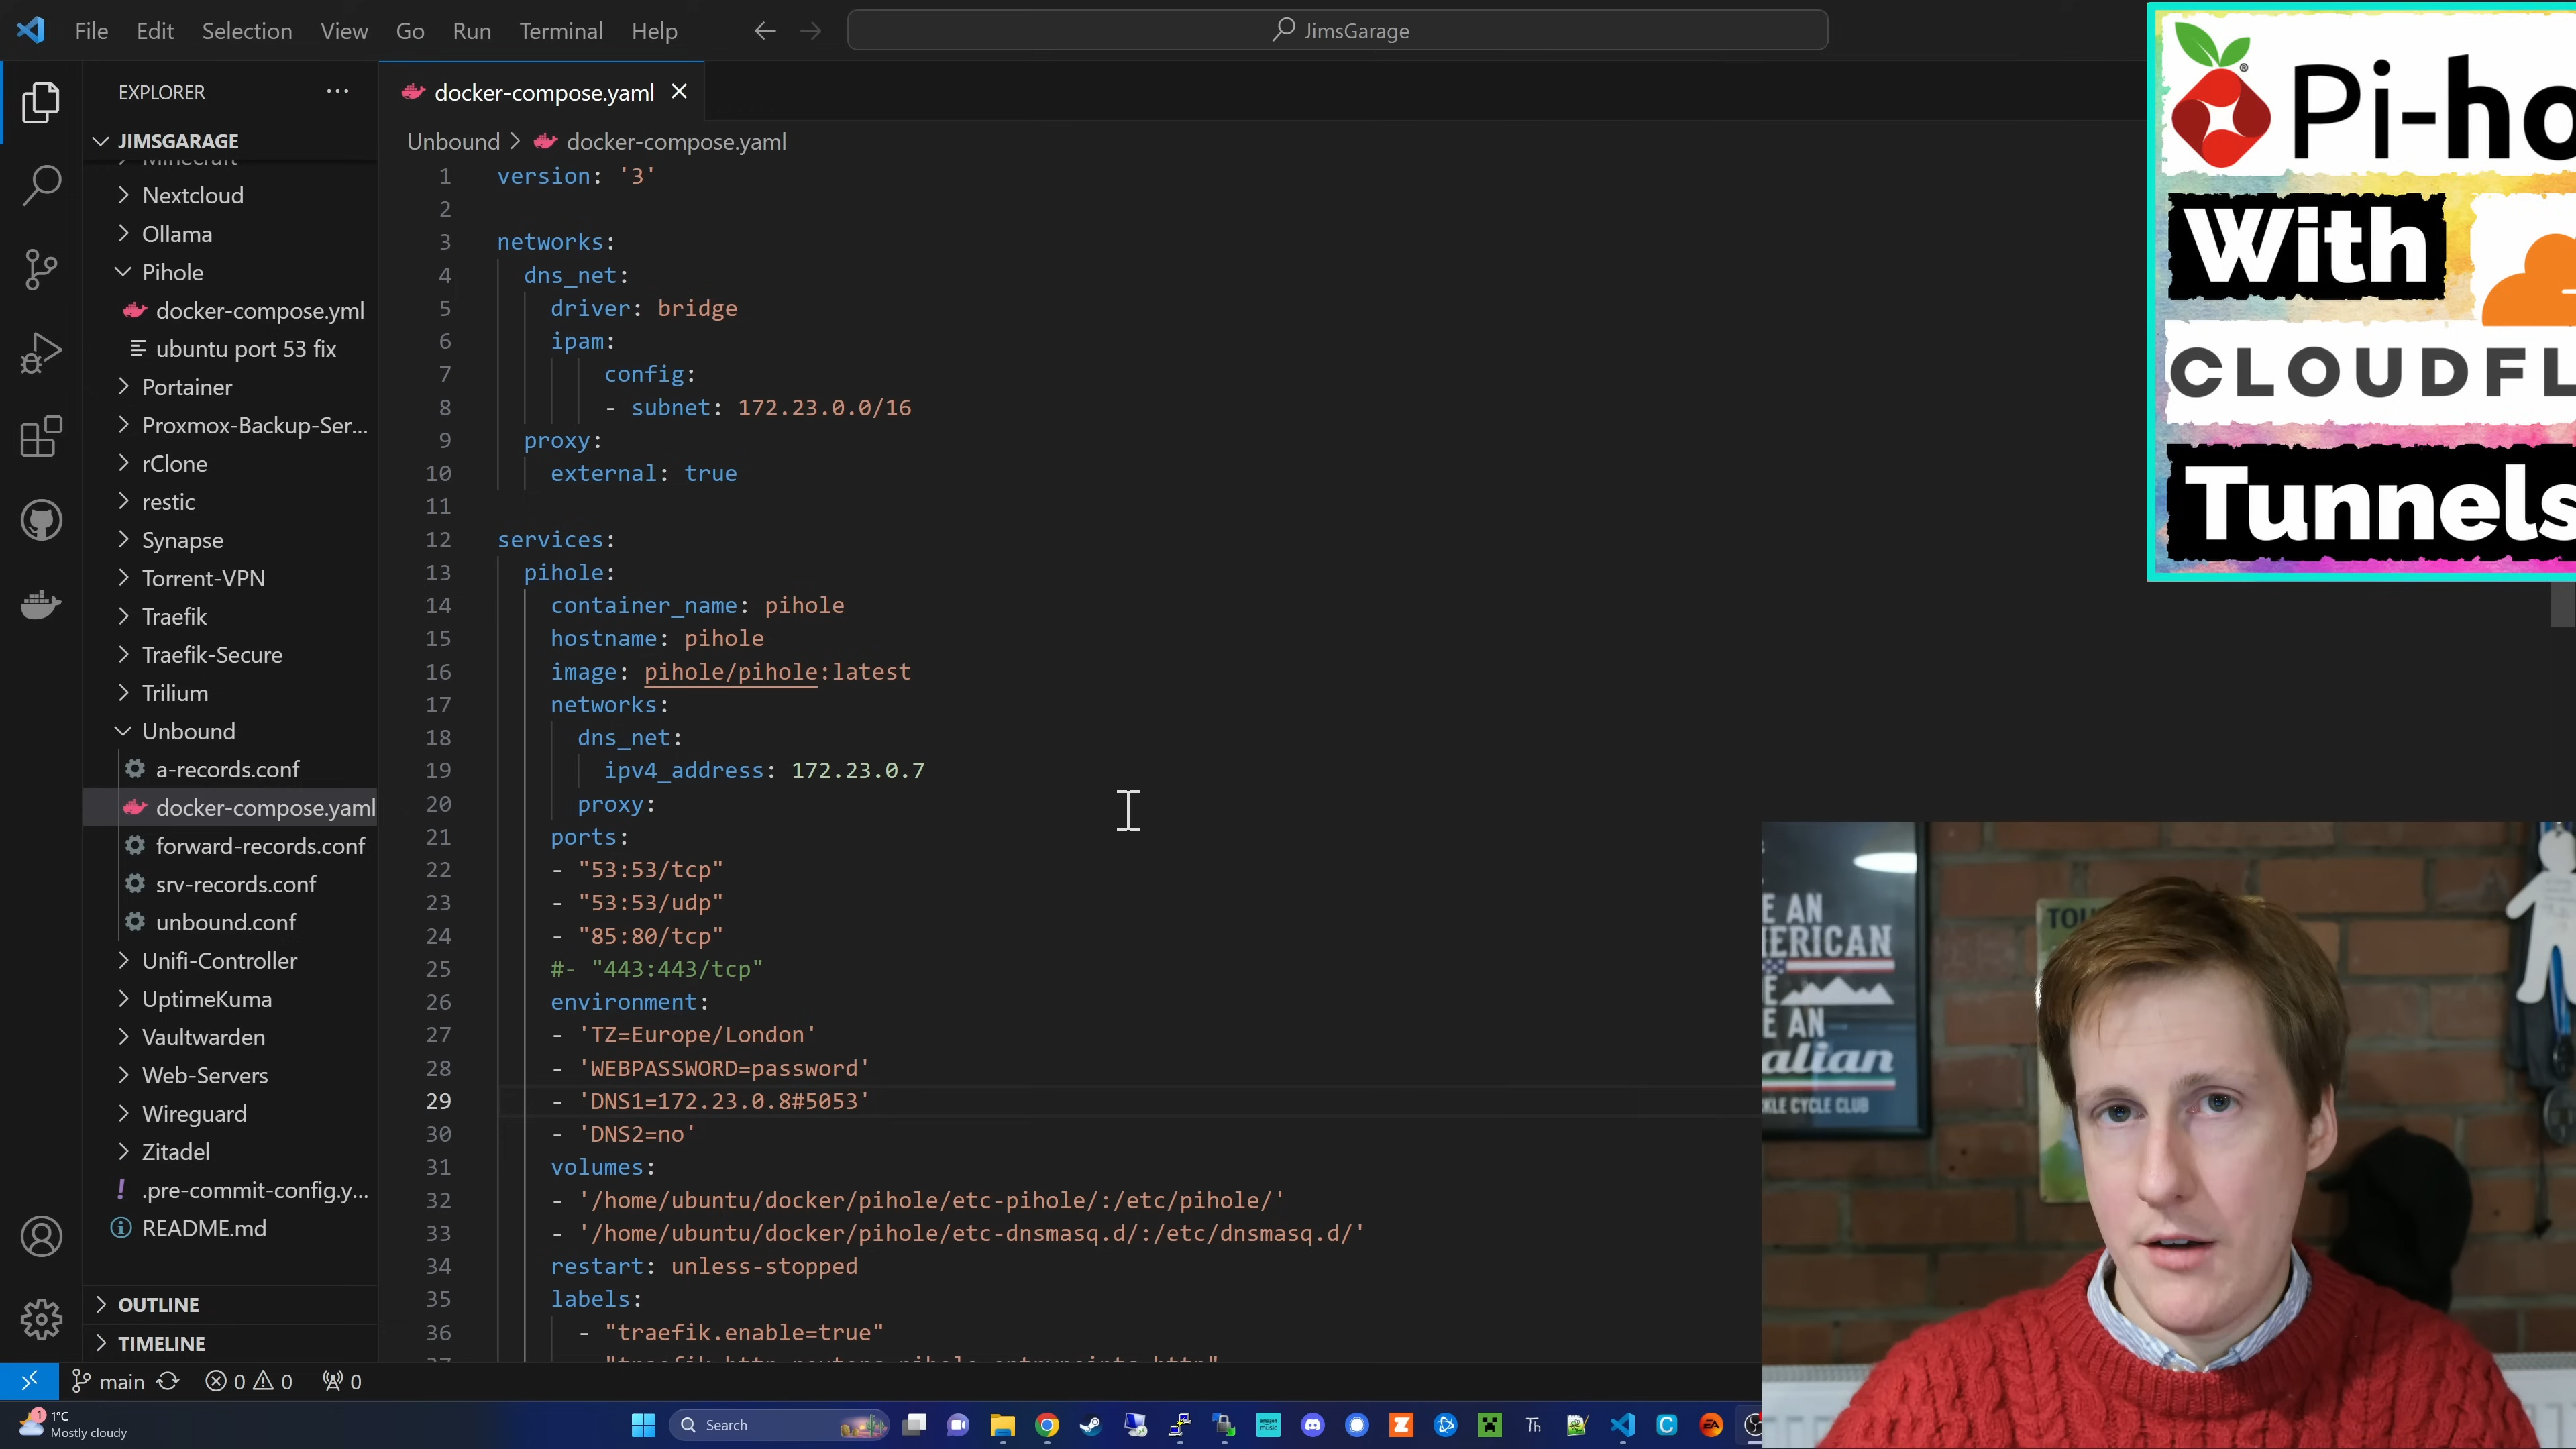 File Edit Selection View Go Run Terminal Help
JimsGarage
EXPLORER
JIMSGARAGE
Minecraft
Nextcloud
Ollama
Pihole
docker-compose.yml
ubuntu port 53 fix
Portainer
Proxmox-Backup-Ser...
rClone
restic
Synapse
Torrent-VPN
Traefik
Traefik-Secure
Trilium
Unbound
a-records.conf
docker-compose.yaml
forward-records.conf
srv-records.conf
unbound.conf
Unifi-Controller
UptimeKuma
Vaultwarden
Web-Servers
Wireguard
Zitadel
.pre-commit-config.y...
README.md
OUTLINE
TIMELINE
docker-compose.yaml
Unbound > docker-compose.yaml
1 version: '3'
2
3 networks:
4 dns_net:
5 driver: bridge
6 ipam:
7 config:
8 - subnet: 172.23.0.0/16
9 proxy:
10 external: true
11
12 services:
13 pihole:
14 container_name: pihole
15 hostname: pihole
16 image: pihole/pihole:latest
17 networks:
18 dns_net:
19 ipv4_address: 172.23.0.7
20 proxy:
21 ports:
22 - "53:53/tcp"
23 - "53:53/udp"
24 - "85:80/tcp"
25 #- "443:443/tcp"
26 environment:
27 - 'TZ=Europe/London'
28 - 'WEBPASSWORD=password'
29 - 'DNS1=172.23.0.8#5053'
30 - 'DNS2=no'
31 volumes:
32 - '/home/ubuntu/docker/pihole/etc-pihole/:/etc/pihole/'
33 - '/home/ubuntu/docker/pihole/etc-dnsmasq.d/:/etc/dnsmasq.d/'
34 restart: unless-stopped
35 labels:
36 - "traefik.enable=true"
Pi-ho
With
CLOUDFL
Tunnels
E AN
MERICAN
E
E AN
alian
KLE CYCLE CLUB
TOU
main 0 0 0
1
1°C
Mostly cloudy
Search